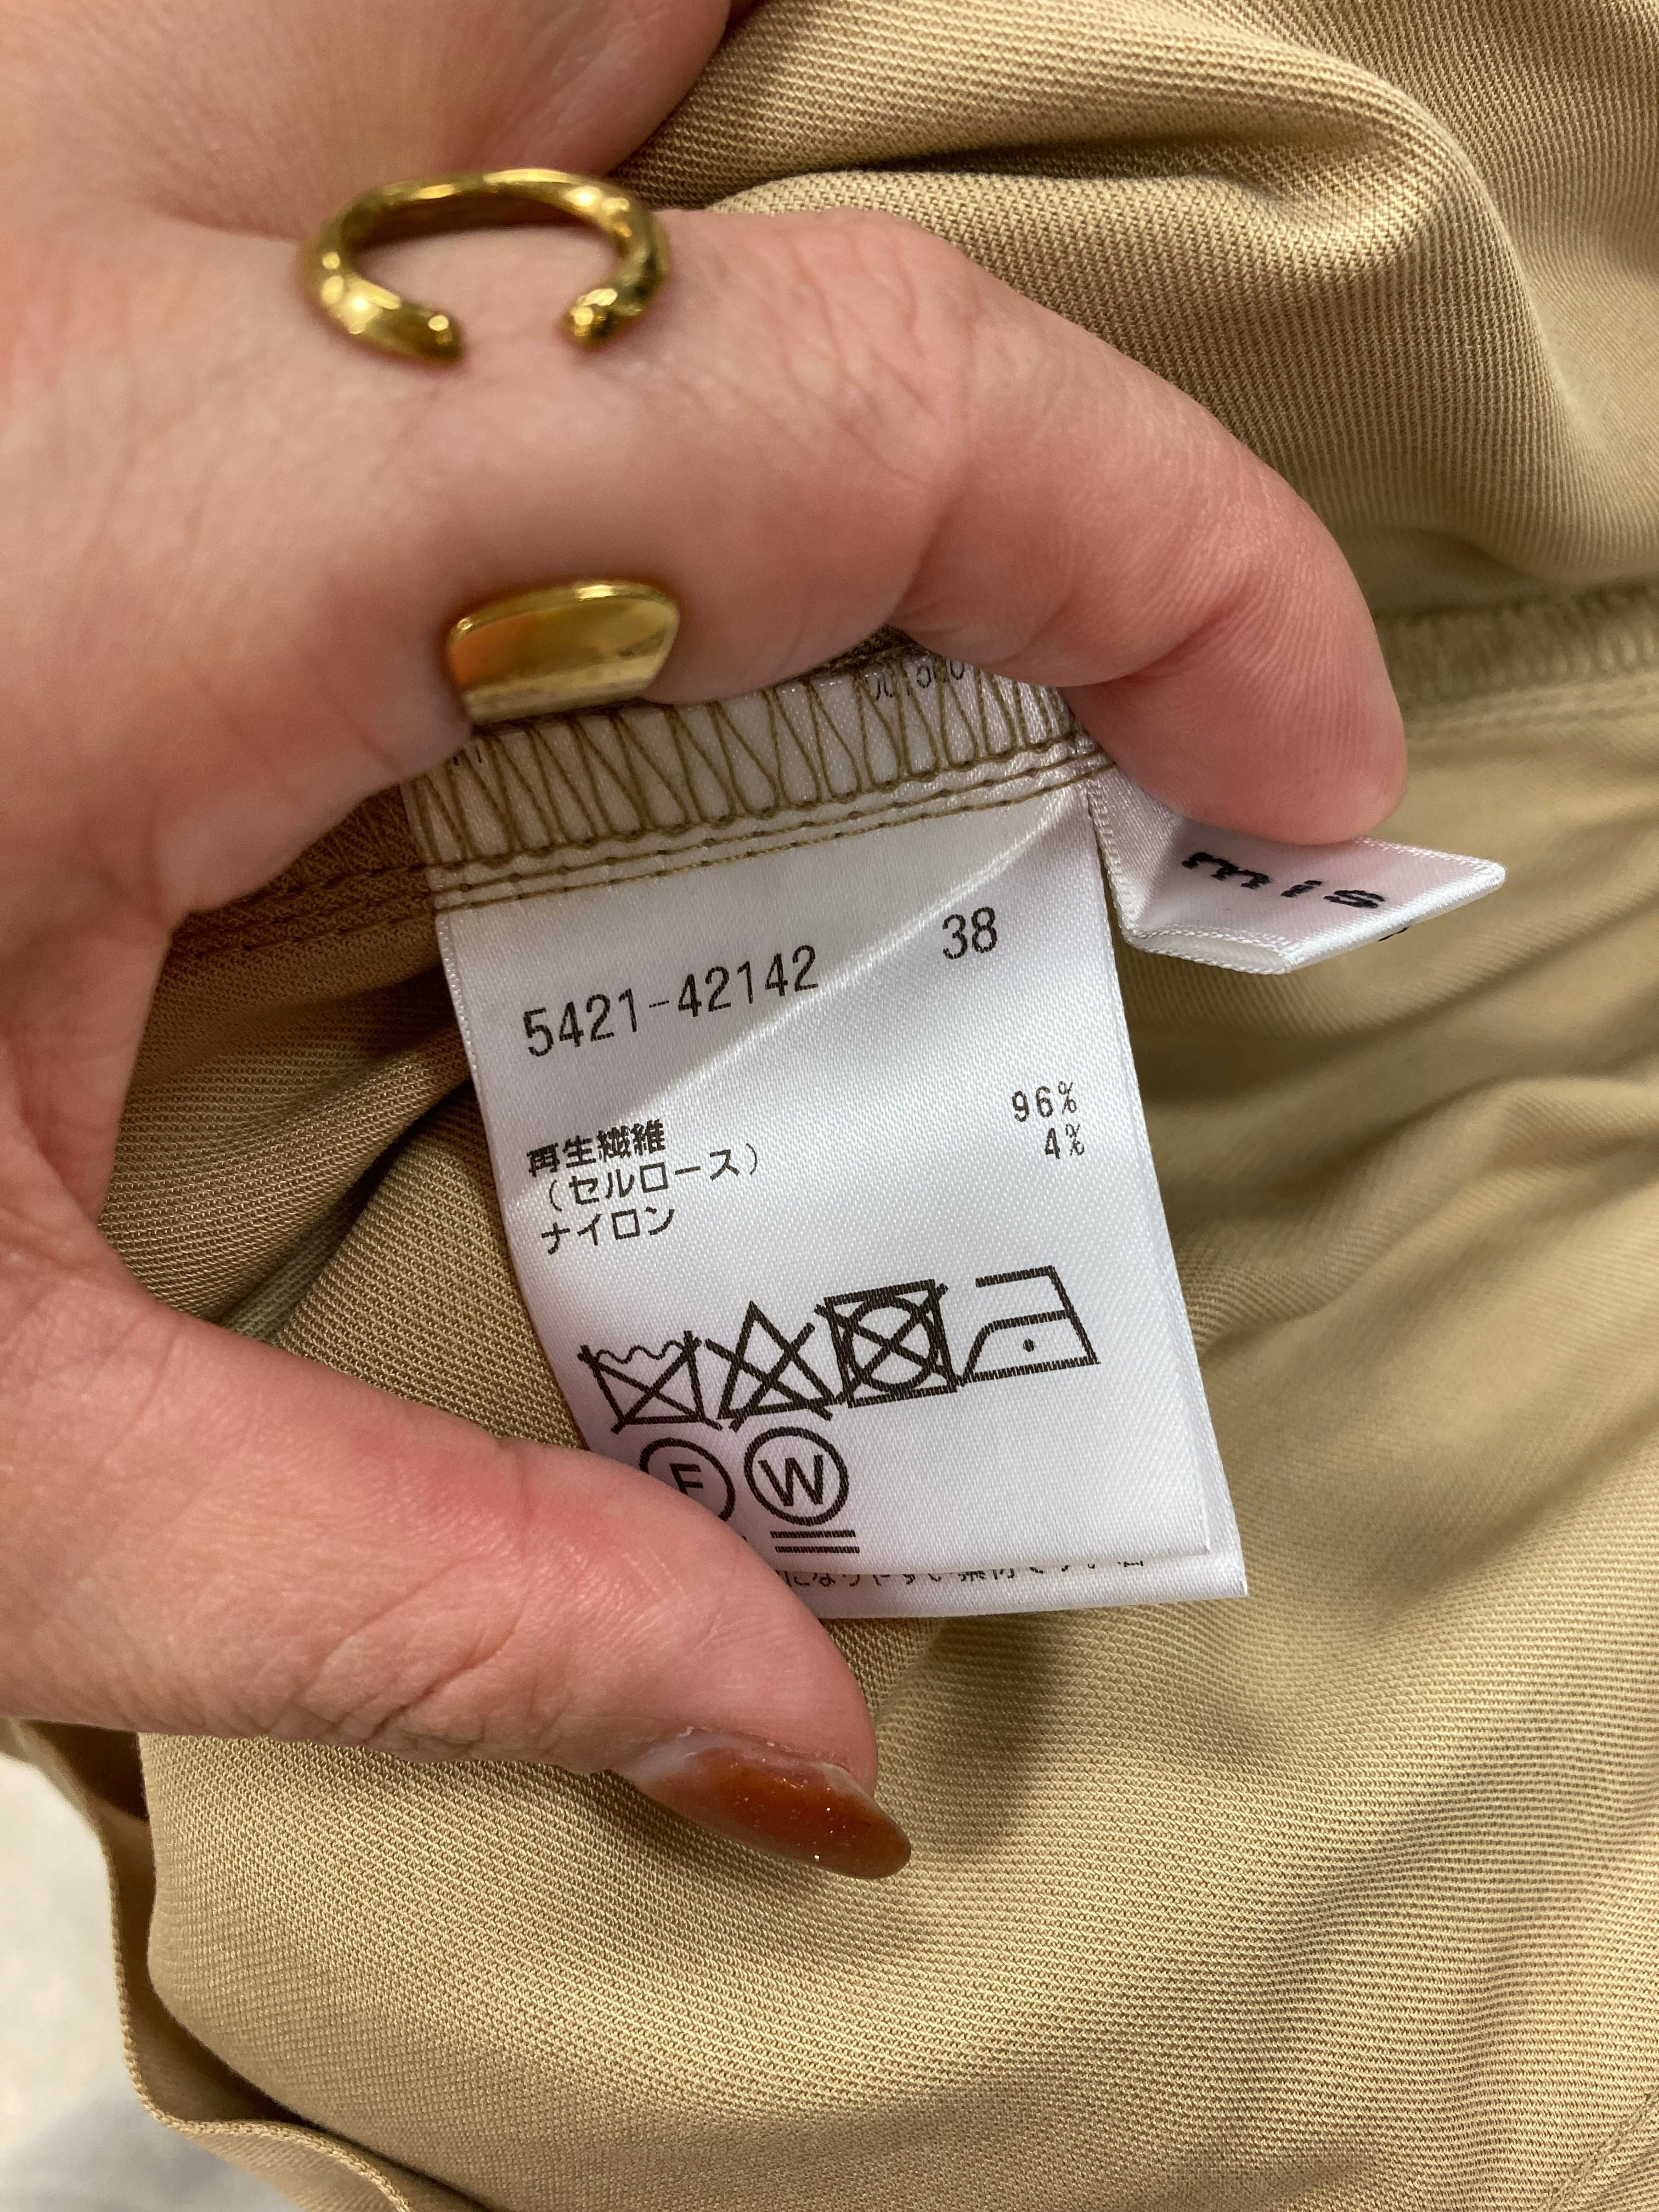 5421-42142 38
再生繊維 96%
(セルロース) 4%
ナイロン
F W
mis